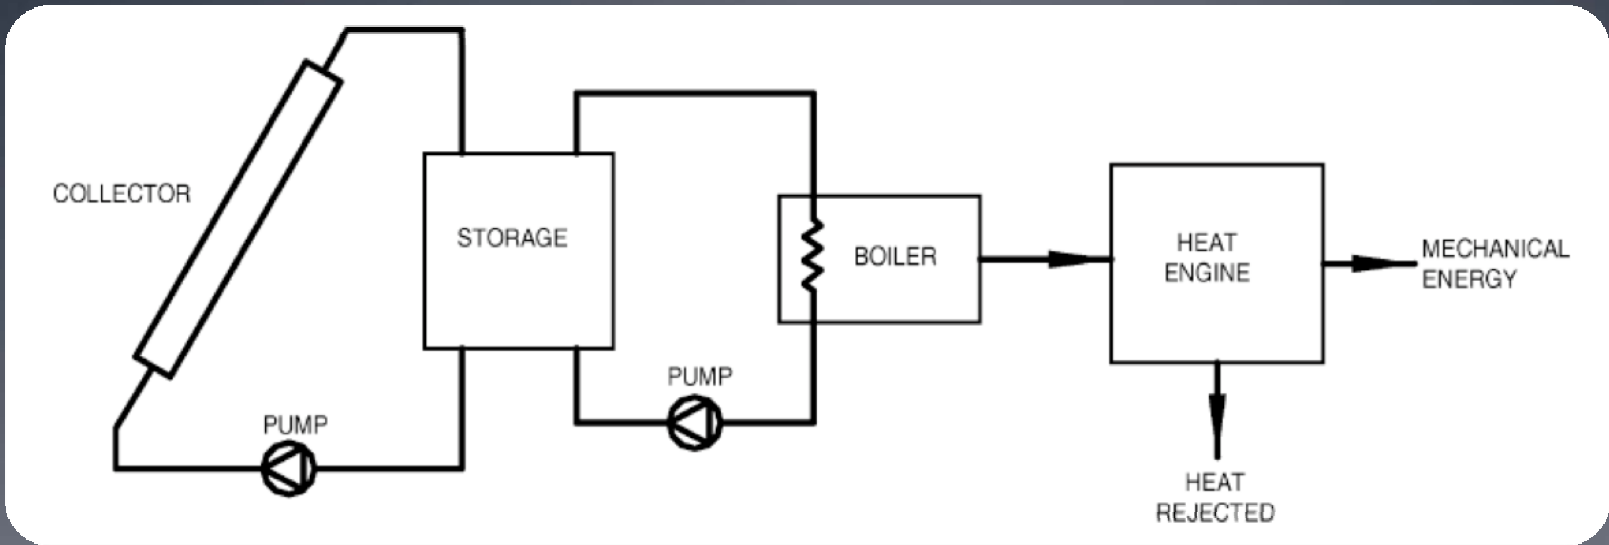 COLLECTOR
PUMP
STORAGE
PUMP
BOILER
HEAT
ENGINE
MECHANICAL
ENERGY
HEAT
REJECTED